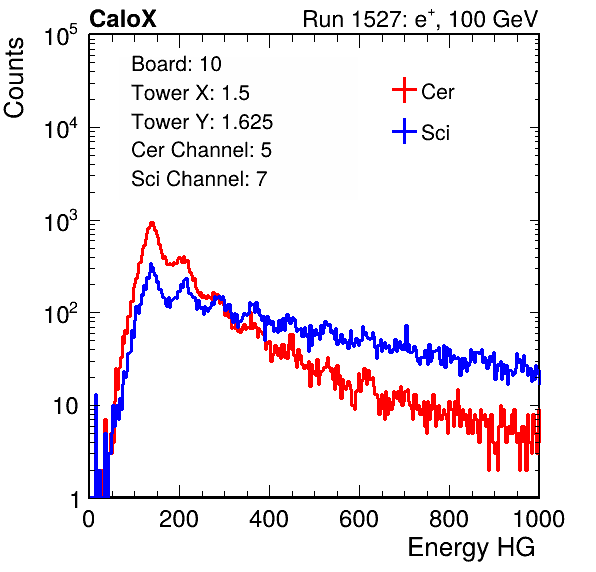 CaloX Run 1527: e⁺, 100 GeV
Counts
10⁵
10⁴
10³
10²
10
1
Board: 10
Tower X: 1.5
Tower Y: 1.625
Cer Channel: 5
Sci Channel: 7
Cer
Sci
0 200 400 600 800 1000
Energy HG